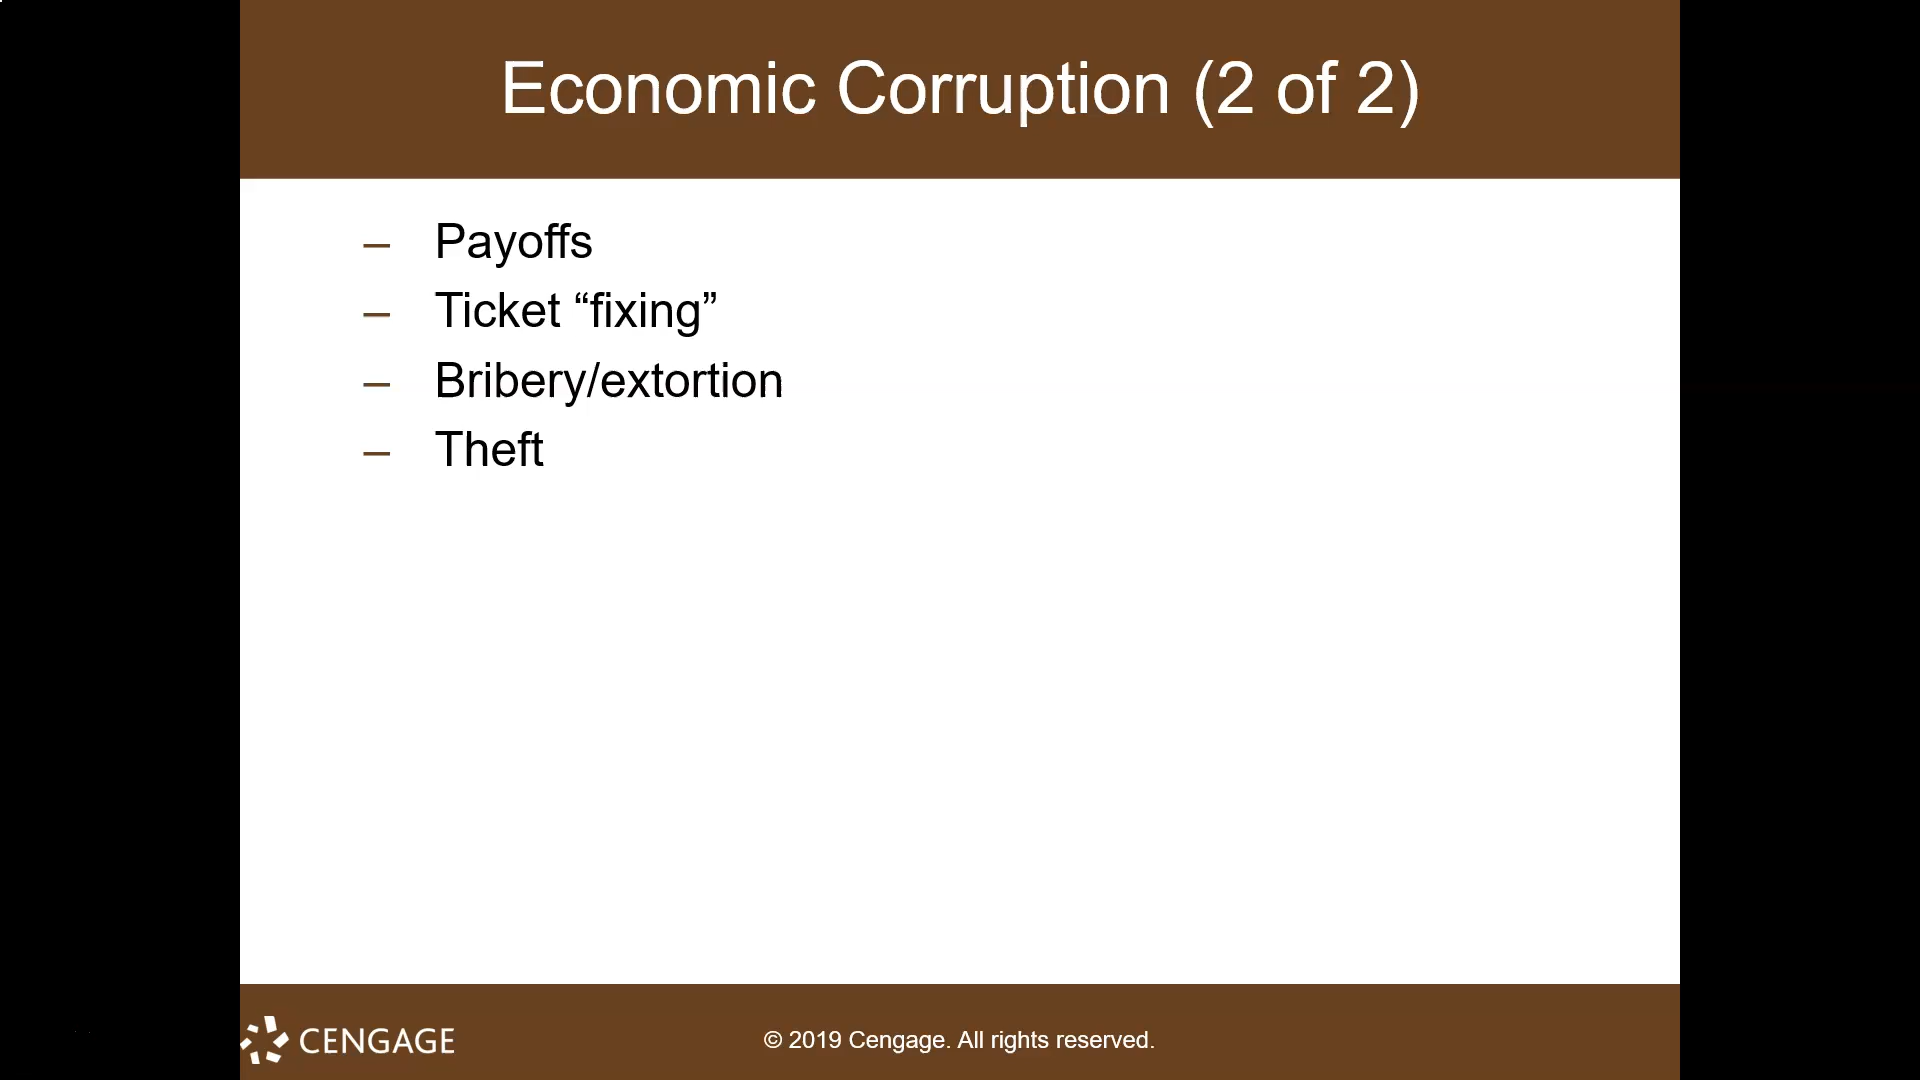 Economic Corruption (2 of 2)
– Payoffs
– Ticket “fixing”
– Bribery/extortion
– Theft
CENGAGE
© 2019 Cengage. All rights reserved.